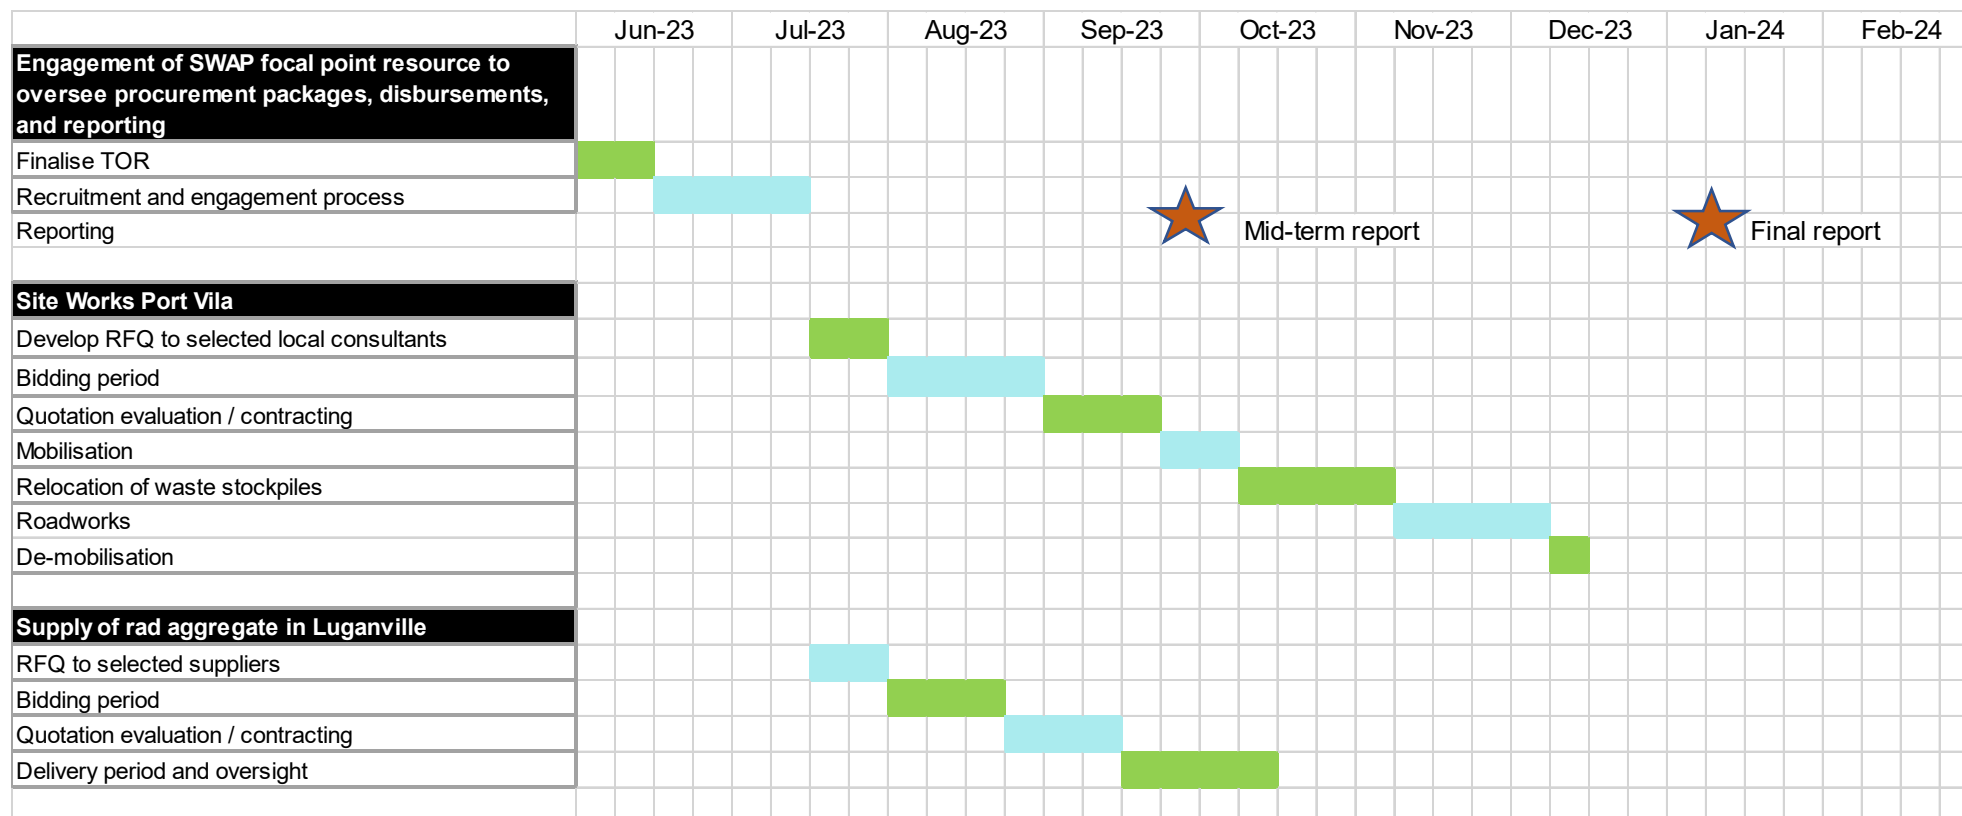 Jun-23 Jul-23 Aug-23 Sep-23 Oct-23 Nov-23 Dec-23 Jan-24 Feb-24
Engagement of SWAP focal point resource to
oversee procurement packages, disbursements,
and reporting
Finalise TOR
Recruitment and engagement process
Reporting Mid-term report Final report
Site Works Port Vila
Develop RFQ to selected local consultants
Bidding period
Quotation evaluation / contracting
Mobilisation
Relocation of waste stockpiles
Roadworks
De-mobilisation
Supply of rad aggregate in Luganville
RFQ to selected suppliers
Bidding period
Quotation evaluation / contracting
Delivery period and oversight